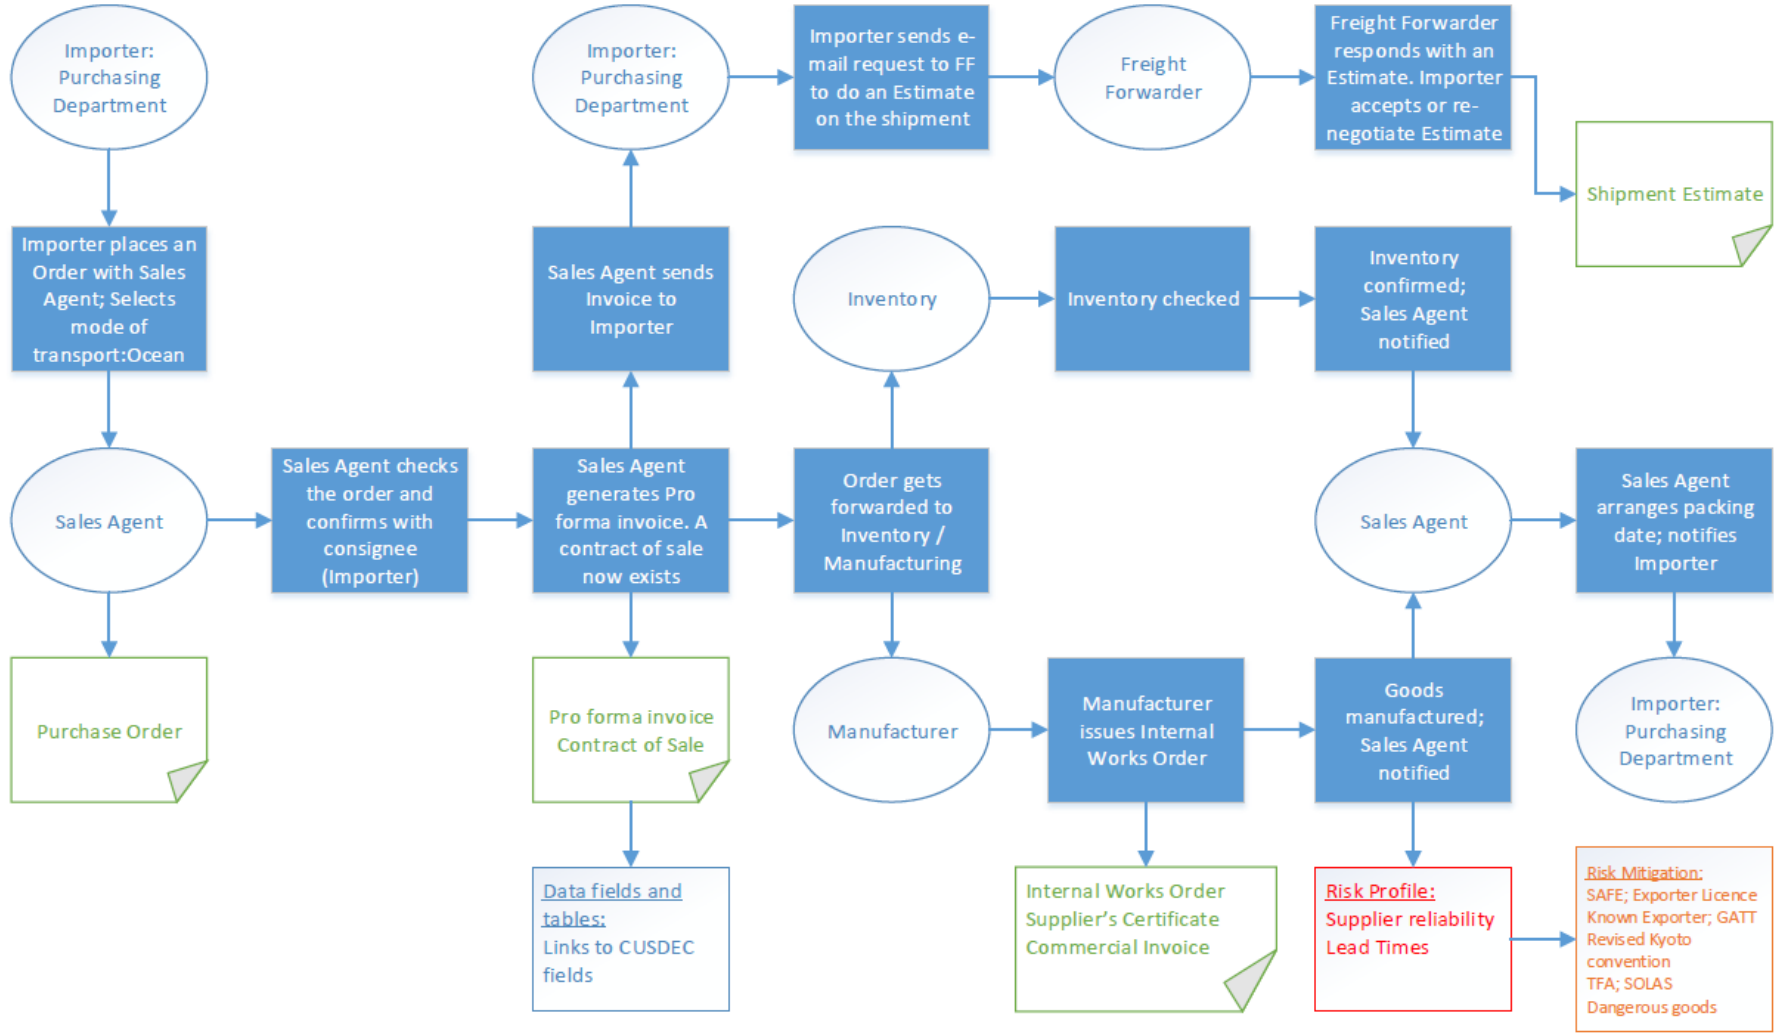 Importer:
Purchasing
Department
Importer:
Purchasing
Department
Importer sends e-
mail request to FF
to do an Estimate
on the shipment
Freight
Forwarder
Freight Forwarder
responds with an
Estimate. Importer
accepts or re-
negotiate Estimate
Shipment Estimate
Importer places an
Order with Sales
Agent; Selects
mode of
transport:Ocean
Sales Agent sends
Invoice to
Importer
Inventory
Inventory checked
Inventory
confirmed;
Sales Agent
notified
Sales Agent
Sales Agent checks
the order and
confirms with
consignee
(Importer)
Sales Agent
generates Pro
forma invoice. A
contract of sale
now exists
Order gets
forwarded to
Inventory /
Manufacturing
Sales Agent
Sales Agent
arranges packing
date; notifies
Importer
Purchase Order
Pro forma invoice
Contract of Sale
Manufacturer
Manufacturer
issues Internal
Works Order
Goods
manufactured;
Sales Agent
notified
Importer:
Purchasing
Department
Data fields and
tables:
Links to CUSDEC
fields
Internal Works Order
Supplier's Certificate
Commercial Invoice
Risk Profile:
Supplier reliability
Lead Times
Risk Mitigation:
SAFE; Exporter Licence
Known Exporter; GATT
Revised Kyoto
convention
TFA; SOLAS
Dangerous goods